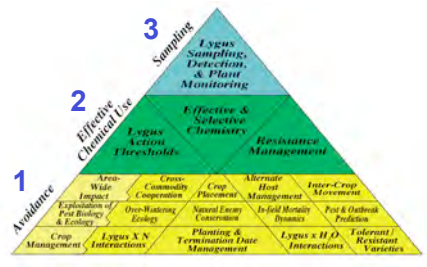 3
Sampling
Lygus
Sampling,
Detection,
& Plant
Monitoring
2
Effective
Chemical Use
Lygus
Action
Thresholds
Effective &
Selective
Chemistry
Resistance
Management
1
Avoidance
Area-
Wide
Impact
Cross-
Commodity
Cooperation
Crop
Placement
Alternate
Host
Management
Inter-Crop
Movement
Exploitation of
Pest Biology
& Ecology
Over-Wintering
Ecology
Natural Enemy
Conservation
In-field Mortality
Dynamics
Pest & Outbreak
Prediction
Crop
Management
Lygus X N
Interactions
Planting &
Termination Date
Management
Lygus x H2O
Interactions
Tolerant /
Resistant
Varieties